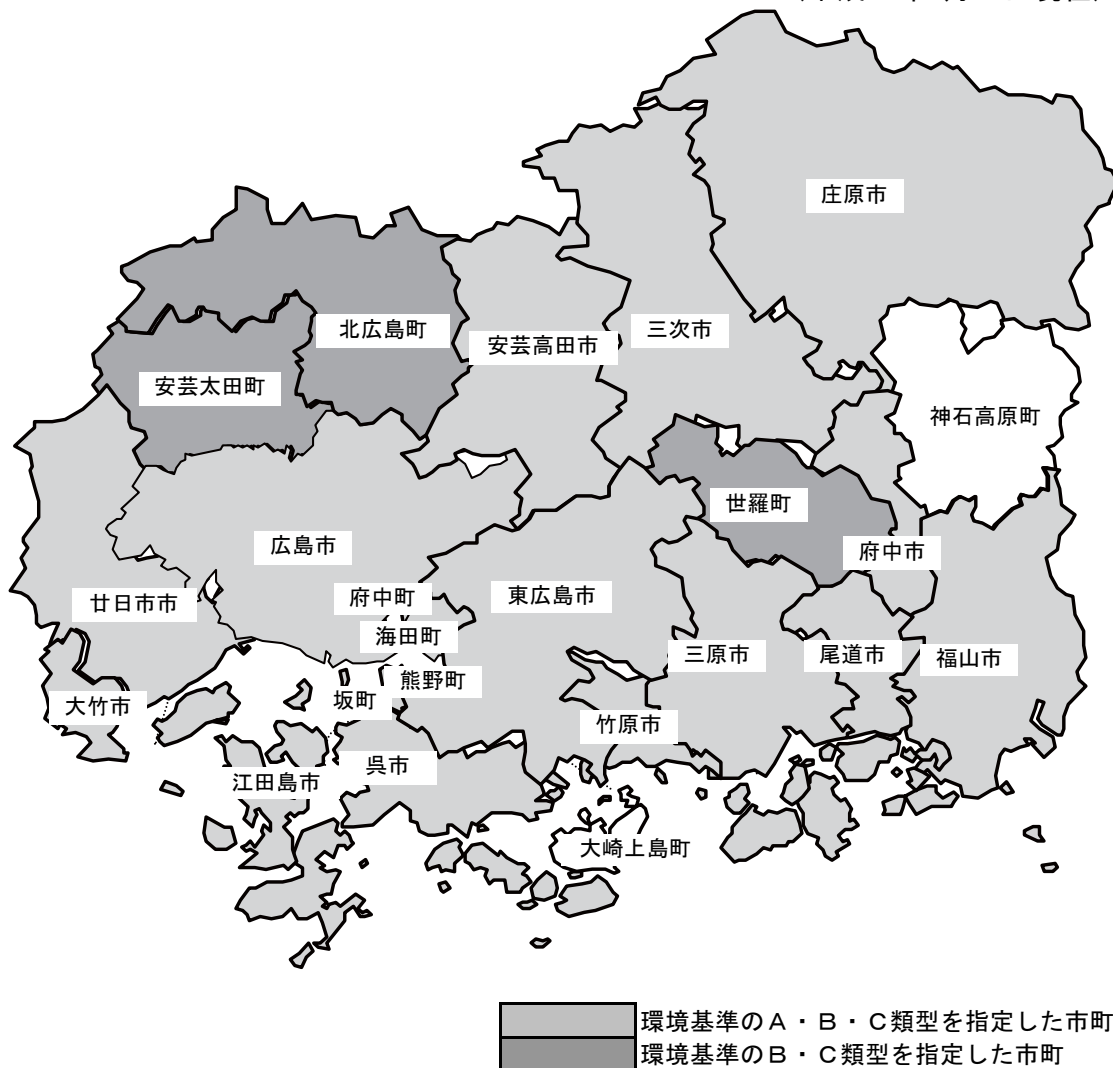 庄原市
北広島町
安芸高田市
三次市
安芸太田町
神石高原町
世羅町
広島市
府中市
廿日市市
府中町
東広島市
海田町
三原市
尾道市
福山市
熊野町
大竹市
坂町
竹原市
江田島市
呉市
大崎上島町
環境基準のA・B・C類型を指定した市町
環境基準のB・C類型を指定した市町